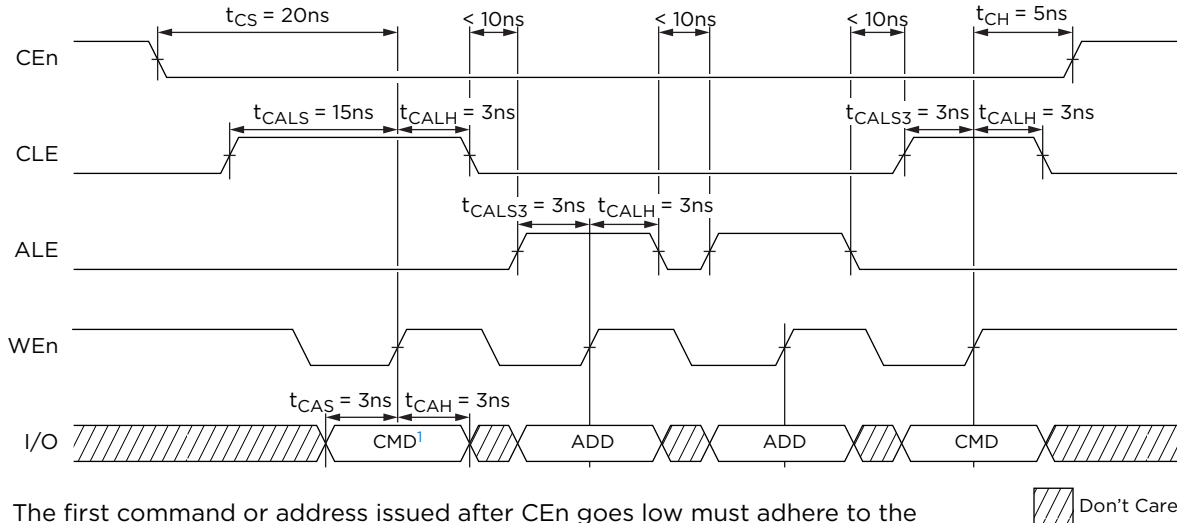 tCS = 20ns
< 10ns
< 10ns
< 10ns
tCH = 5ns
CEn
tCALS = 15ns
tCALH = 3ns
tCALS3 = 3ns
tCALH = 3ns
CLE
tCALS3 = 3ns
tCALH = 3ns
ALE
WEn
tCAS = 3ns
tCAH = 3ns
I/O
CMD1
ADD
ADD
CMD
The first command or address issued after CEn goes low must adhere to the
Don't Care